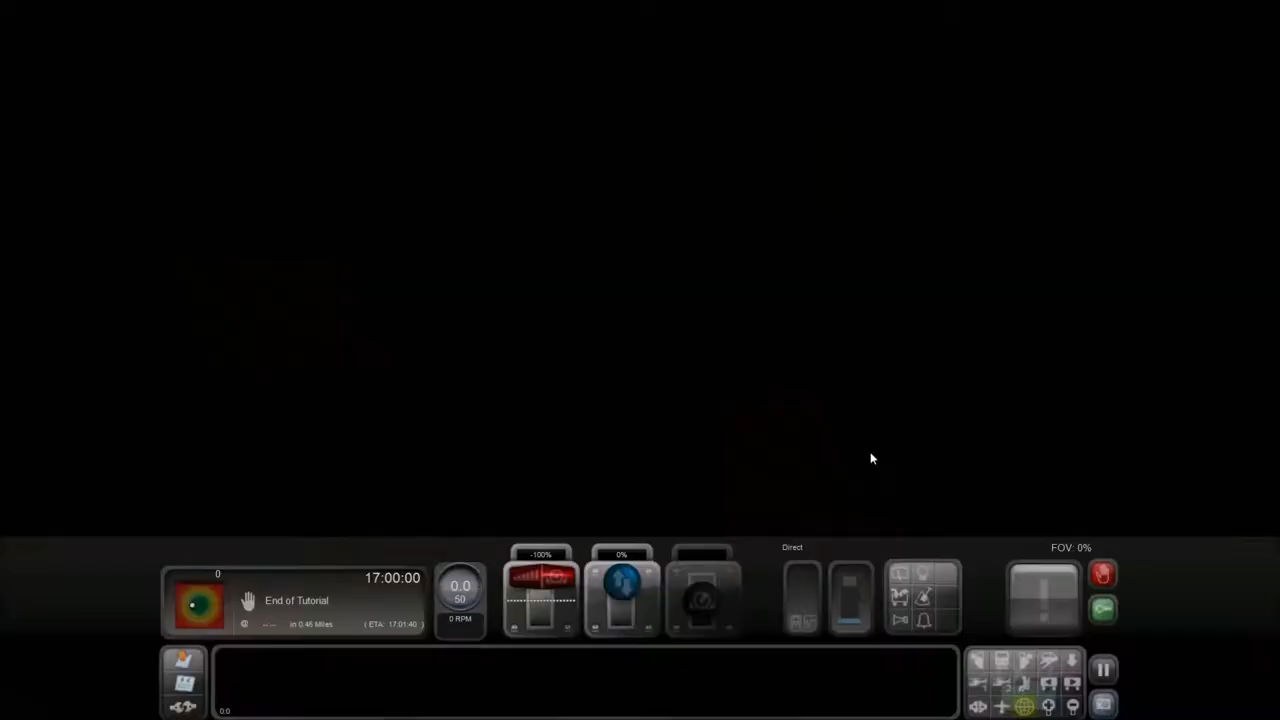 Direct
FOV: 0%
-100%
0%
0
17:00:00
End of Tutorial
@ --.-- in 0.46 Miles ( ETA: 17:01:40 )
0.0
50
0 RPM
0:0